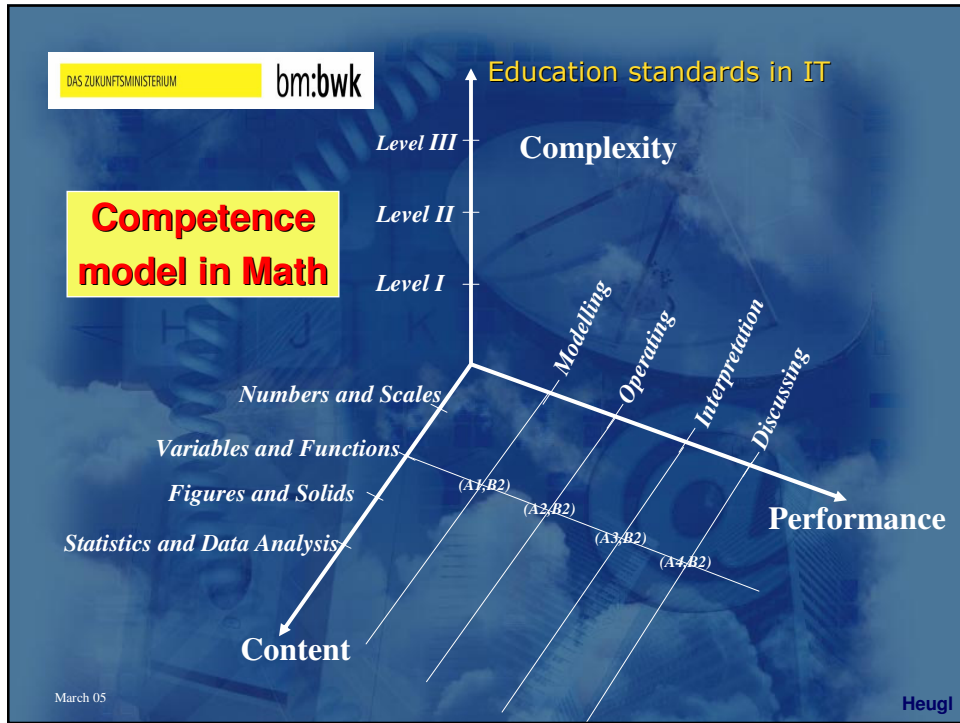 DAS ZUKUNFTSMINISTERIUM
bm:bwk
Education standards in IT
Competence
model in Math
Complexity
Level III
Level II
Level I
Modelling
Operating
Interpretation
Discussing
Numbers and Scales
Variables and Functions
Figures and Solids
Statistics and Data Analysis
(A1,B2)
(A2,B2)
(A3,B2)
(A4,B2)
Performance
Content
March 05
Heugl
H J K
@